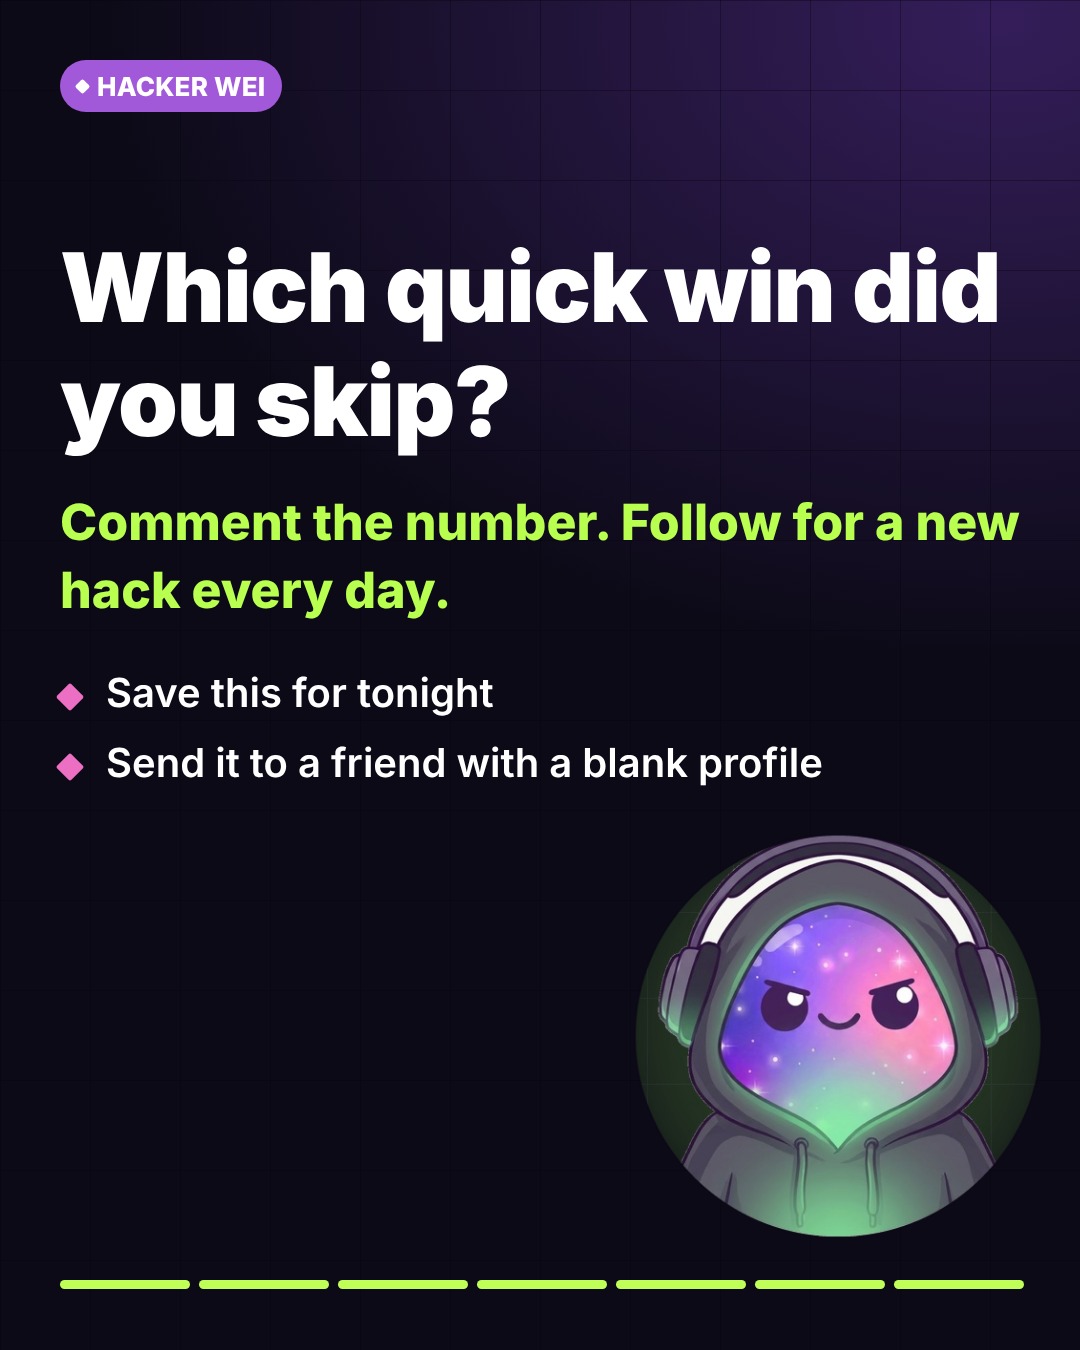 HACKER WEI
Which quick win did
you skip?
Comment the number. Follow for a new
hack every day.
Save this for tonight
Send it to a friend with a blank profile